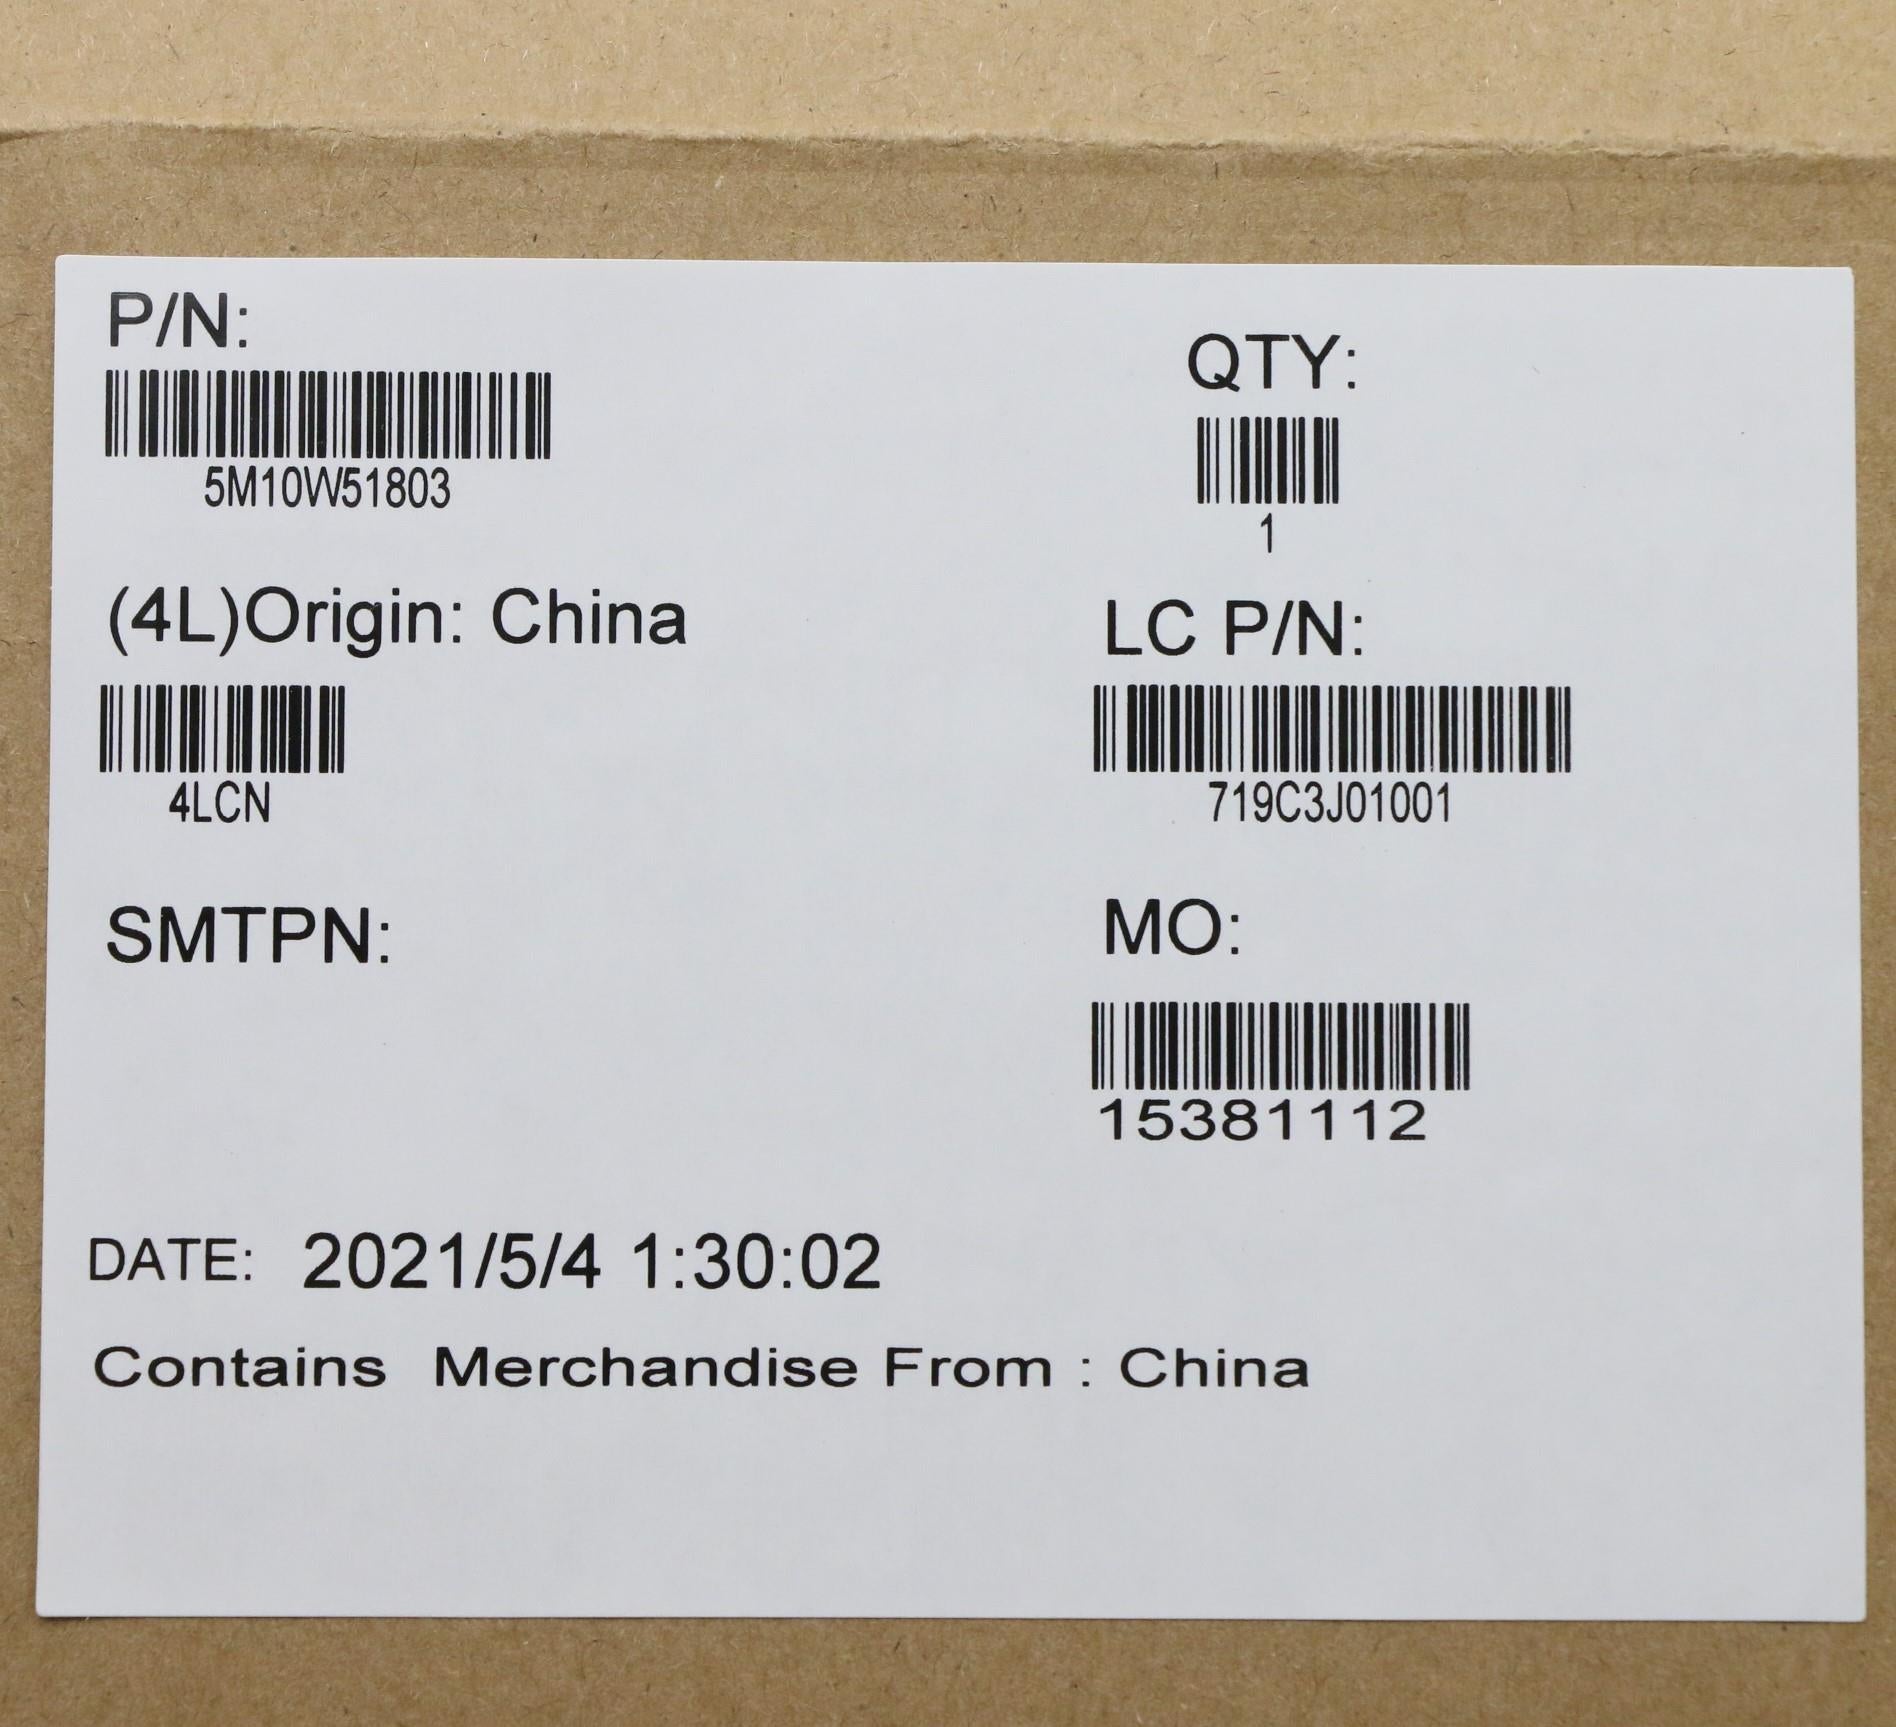 P/N:
5M10W51803
QTY:
1
(4L)Origin: China
4LCN
LC P/N:
719C3J01001
SMTPN:
MO:
15381112
DATE: 2021/5/4 1:30:02
Contains Merchandise From : China